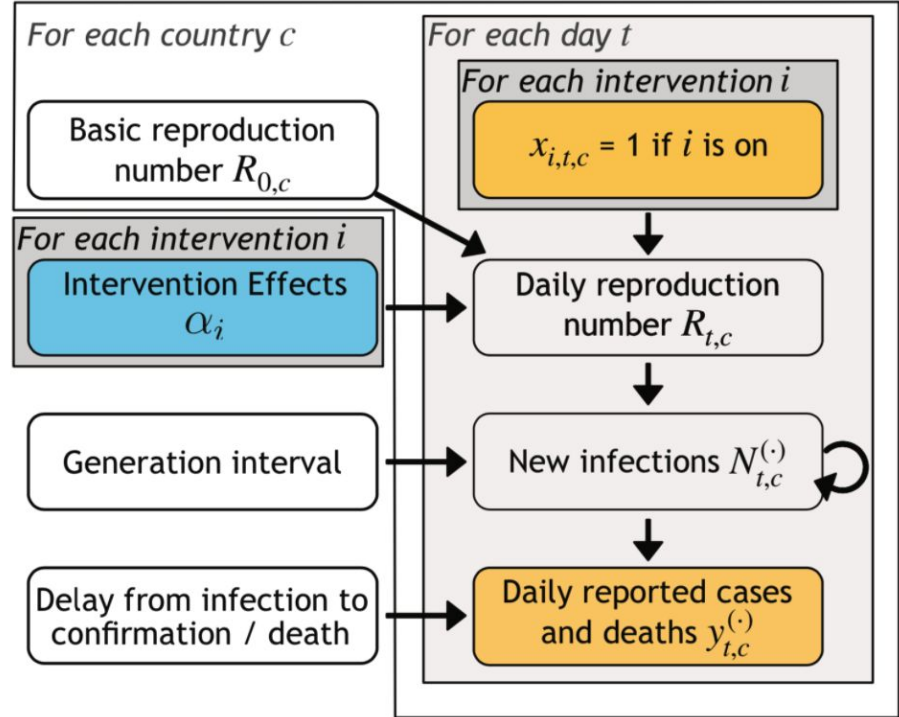 For each country c
For each day t
For each intervention i
x_{i,t,c} = 1 if i is on
Basic reproduction
number R_{0,c}
For each intervention i
Intervention Effects
α_i
Daily reproduction
number R_{t,c}
Generation interval
New infections N_{t,c}^{(·)}
Delay from infection to
confirmation / death
Daily reported cases
and deaths y_{t,c}^{(·)}